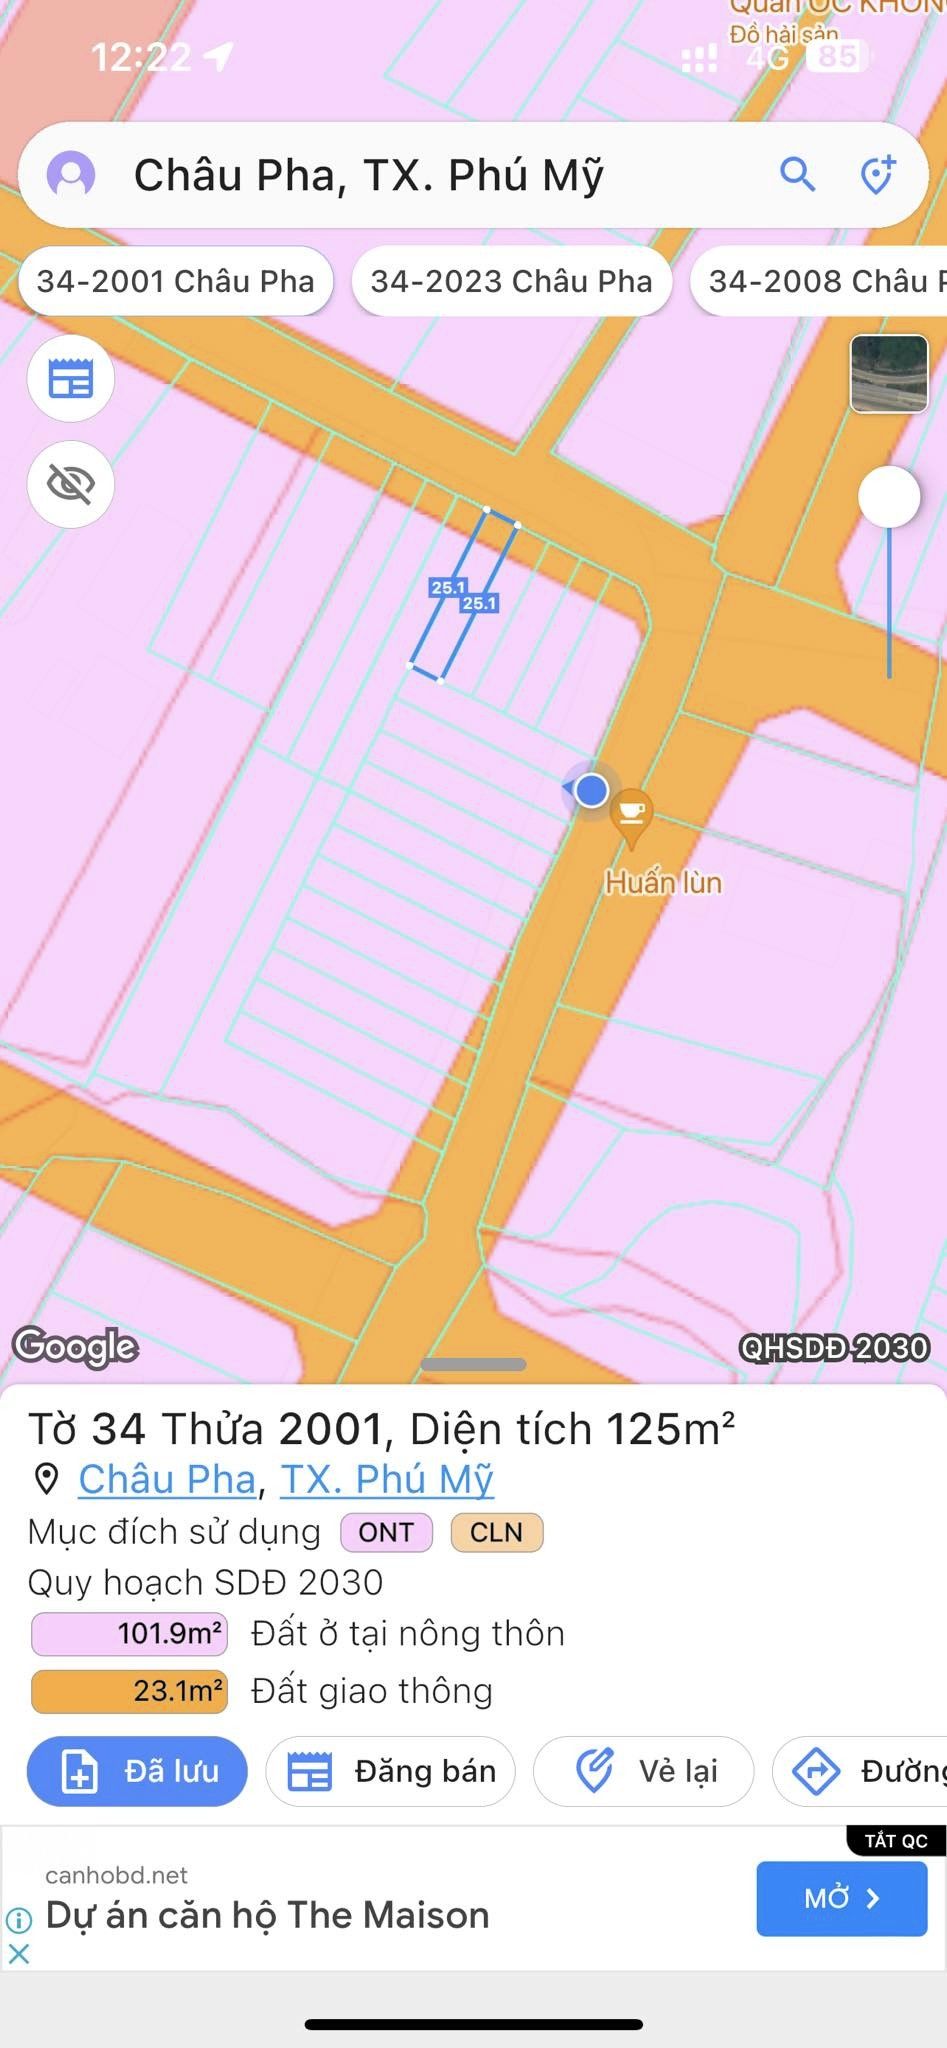 Quán ỐC KHÔN
Đồ hải sản
12:22
4G 85
Châu Pha, TX. Phú Mỹ
34-2001 Châu Pha
34-2023 Châu Pha
34-2008 Châu
25.1
25.1
Huấn lùn
Google
QHSDĐ-2030
Tờ 34 Thửa 2001, Diện tích 125m²
Châu Pha, TX. Phú Mỹ
Mục đích sử dụng ONT CLN
Quy hoạch SDĐ 2030
101.9m² Đất ở tại nông thôn
23.1m² Đất giao thông
Đã lưu
Đăng bán
Vẻ lại
Đường
TẮT QC
canhobd.net
Dự án căn hộ The Maison
MỞ